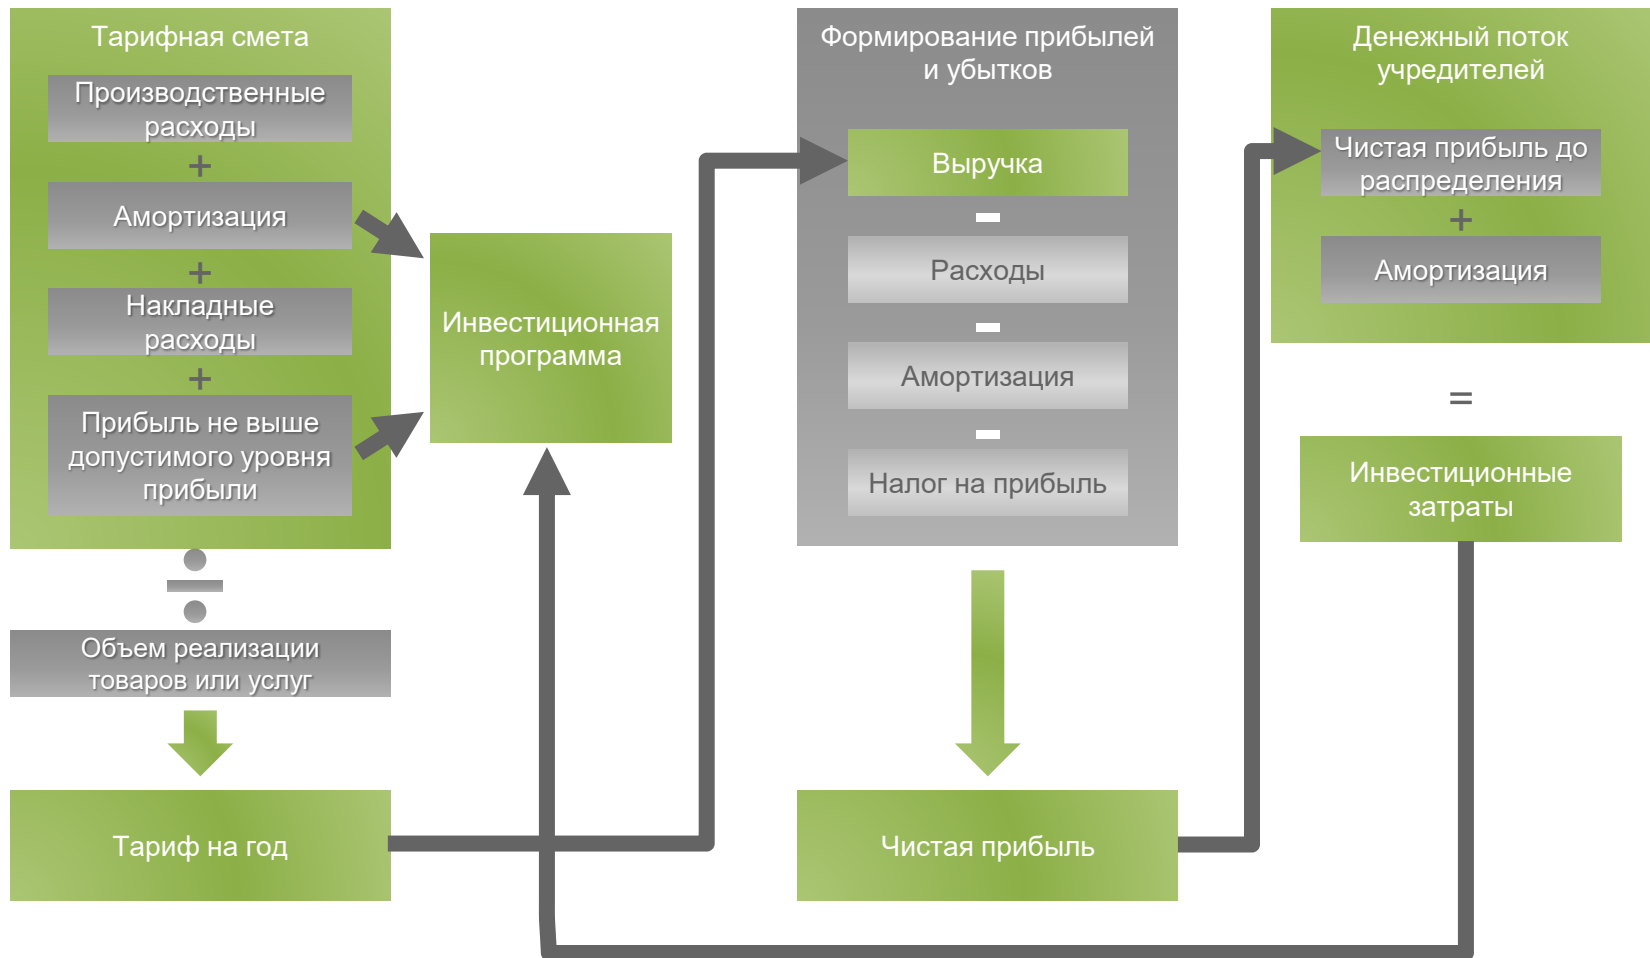 Тарифная смета
Производственные
расходы
+
Амортизация
+
Накладные
расходы
+
Прибыль не выше
допустимого уровня
прибыли
÷
Объем реализации
товаров или услуг
Тариф на год
Инвестиционная
программа
Формирование прибылей
и убытков
Выручка
-
Расходы
-
Амортизация
-
Налог на прибыль
Чистая прибыль
Денежный поток
учредителей
Чистая прибыль до
распределения
+
Амортизация
=
Инвестиционные
затраты